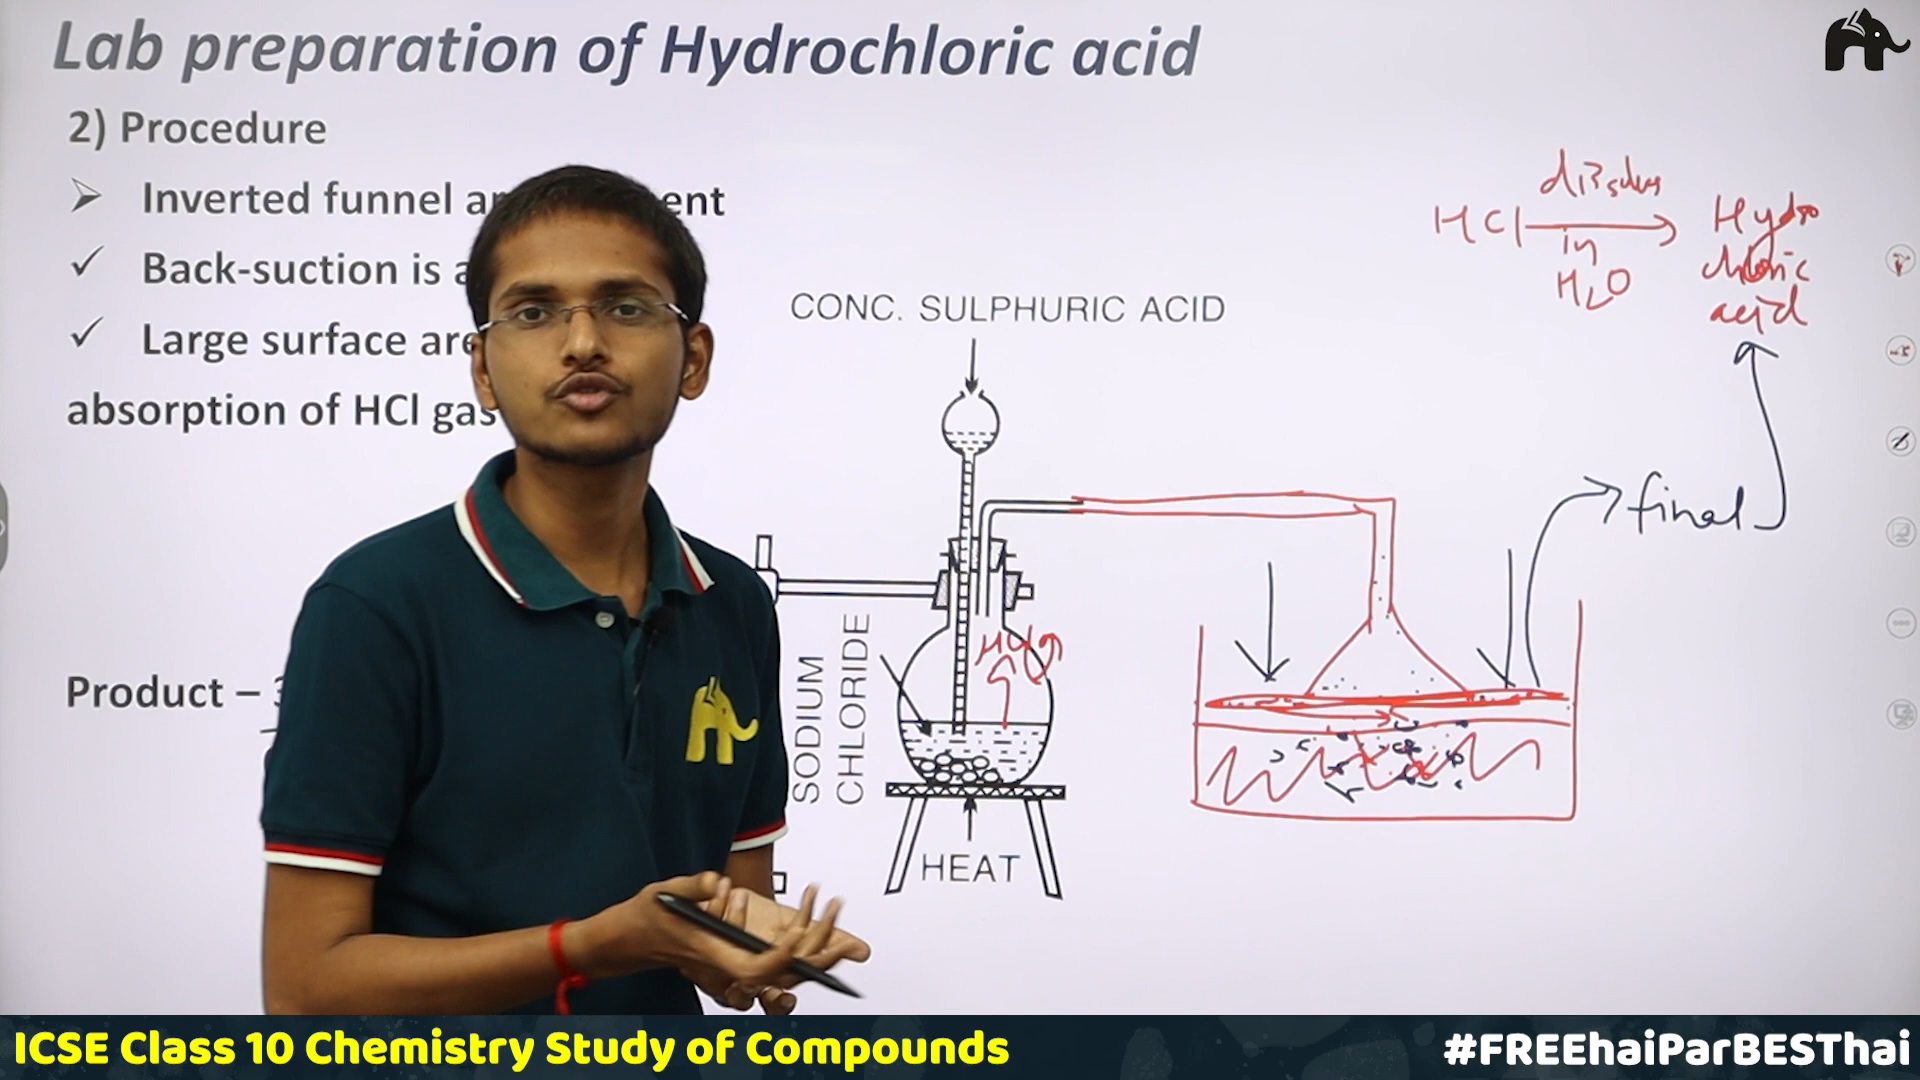 Lab preparation of Hydrochloric acid
2) Procedure
➤ Inverted funnel ar ent
✓ Back-suction is a
✓ Large surface are
absorption of HCl gas
Product –
CONC. SULPHURIC ACID
SODIUM
CHLORIDE
HEAT
HCl(g)
HCl
in
H2O
Hydro
chloric
acid
final
ICSE Class 10 Chemistry Study of Compounds
#FREEhaiParBESThai